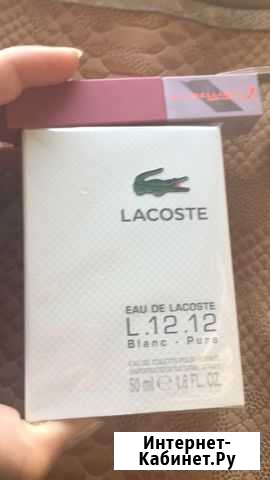 LACOSTE
EAU DE LACOSTE
L.12.12
Blanc - Pure
50 ml ℮ 1.6 FL. OZ.
Интернет-
Кабинет.Ру